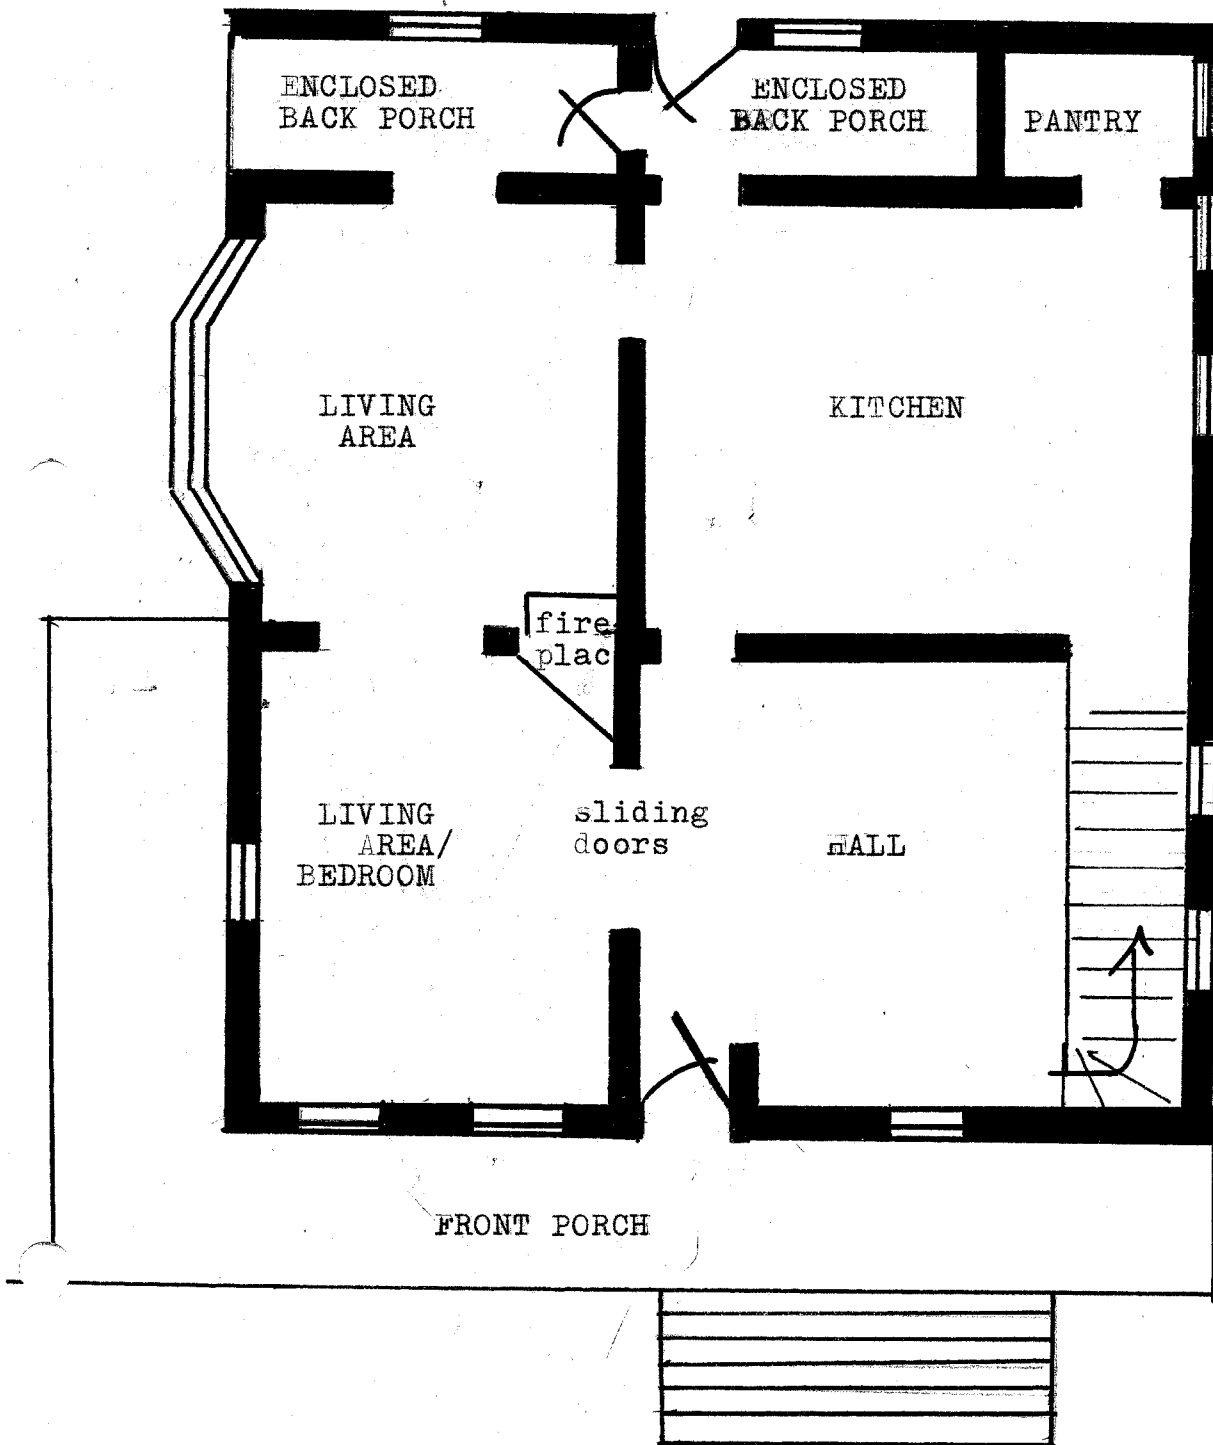 ENCLOSED
BACK PORCH
ENCLOSED
BACK PORCH
PANTRY
LIVING
AREA
KITCHEN
fire
plac
LIVING
AREA/
BEDROOM
sliding
doors
HALL
FRONT PORCH